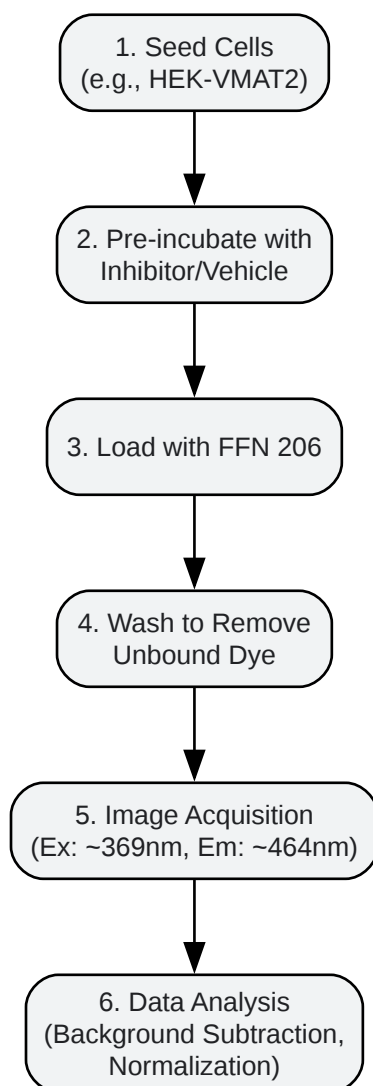 1. Seed Cells
(e.g., HEK-VMAT2)
2. Pre-incubate with
Inhibitor/Vehicle
3. Load with FFN 206
4. Wash to Remove
Unbound Dye
5. Image Acquisition
(Ex: ~369nm, Em: ~464nm)
6. Data Analysis
(Background Subtraction,
Normalization)